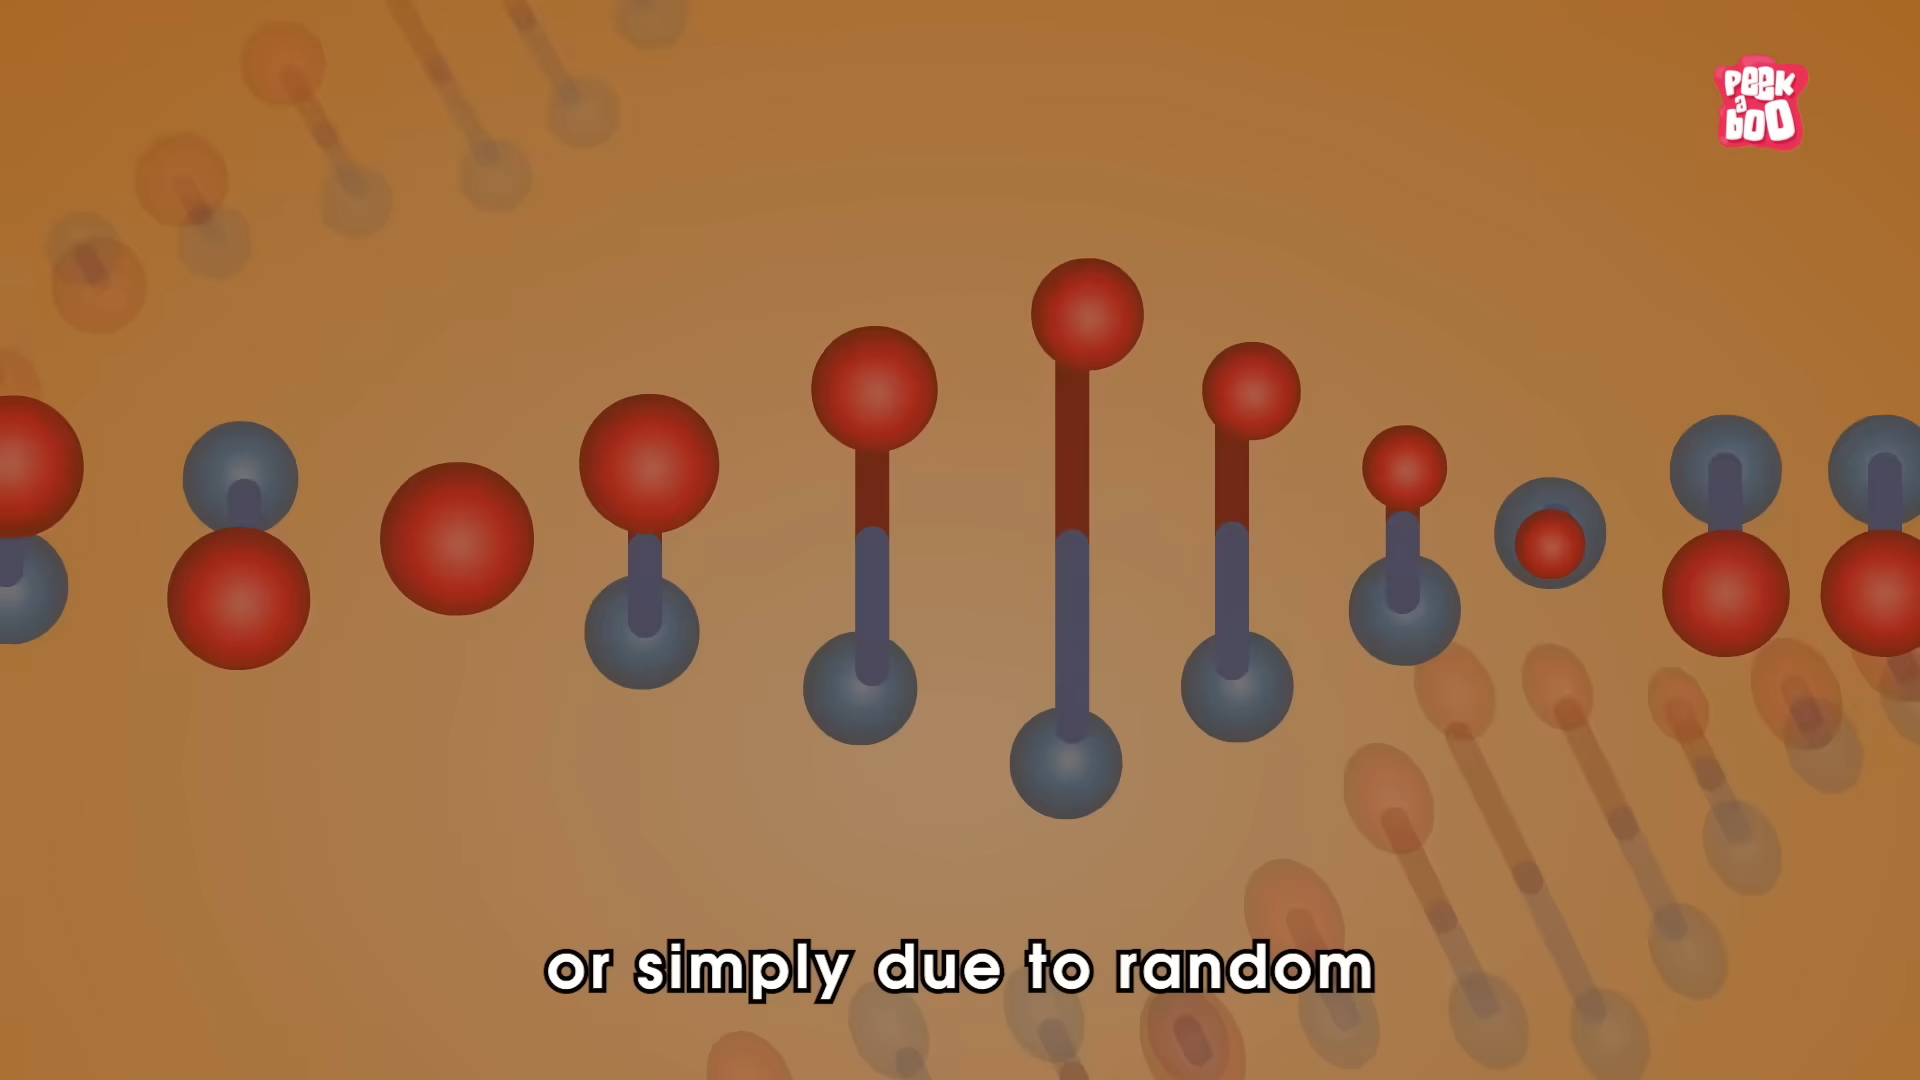 peek
a
boo
or simply due to random